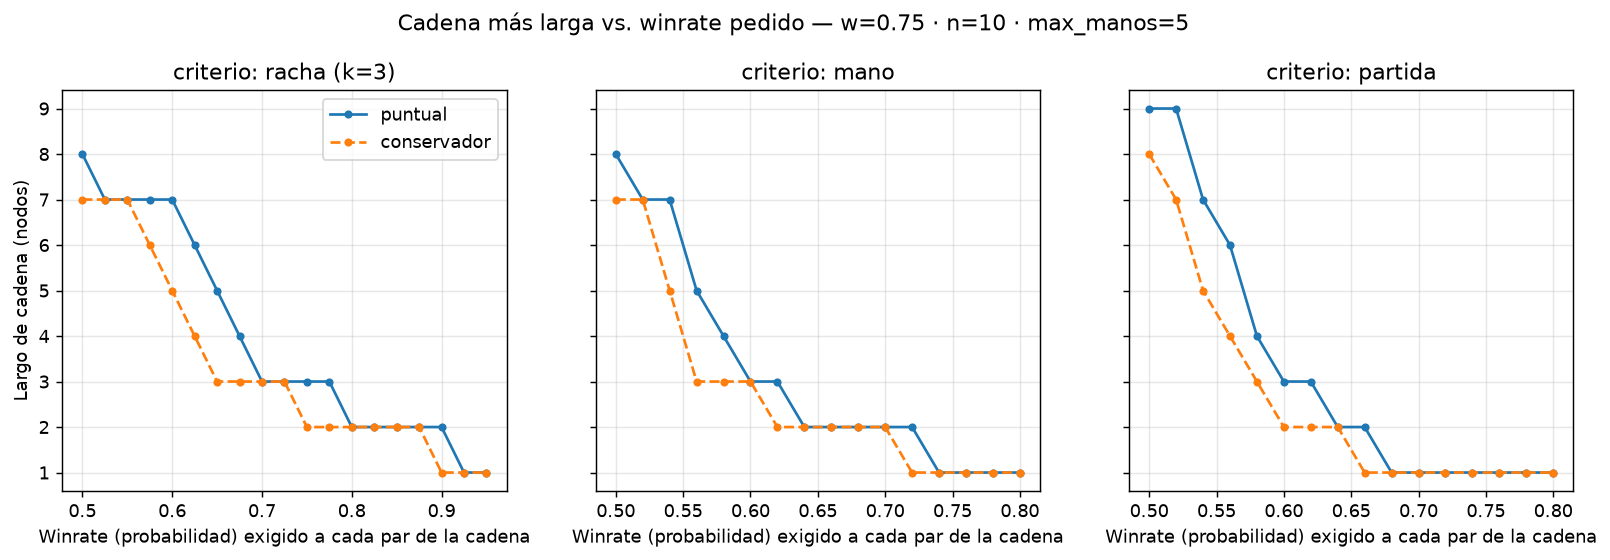 Cadena más larga vs. winrate pedido — w=0.75 · n=10 · max_manos=5
criterio: racha (k=3)
puntual
conservador
Largo de cadena (nodos)
9
8
7
6
5
4
3
2
1
0.5 0.6 0.7 0.8 0.9
Winrate (probabilidad) exigido a cada par de la cadena
criterio: mano
0.50 0.55 0.60 0.65 0.70 0.75 0.80
Winrate (probabilidad) exigido a cada par de la cadena
criterio: partida
0.50 0.55 0.60 0.65 0.70 0.75 0.80
Winrate (probabilidad) exigido a cada par de la cadena